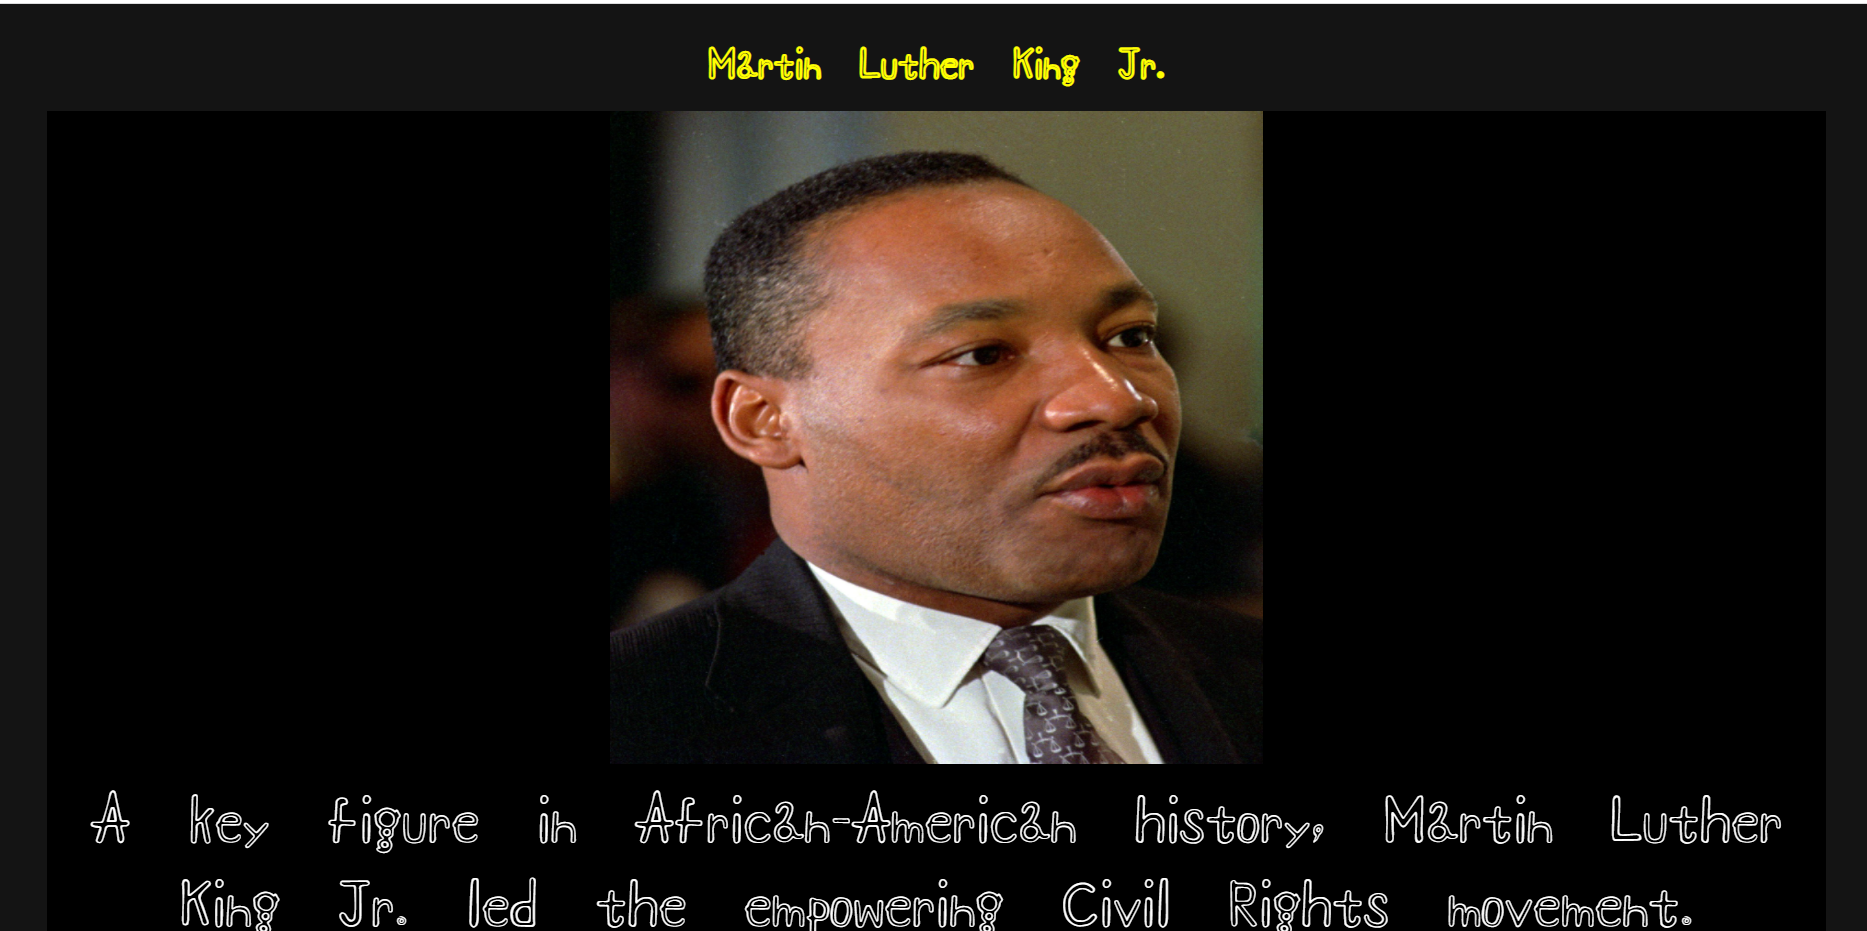 Martin Luther King Jr.
A key figure in African-American history, Martin Luther
King Jr. led the empowering Civil Rights movement.